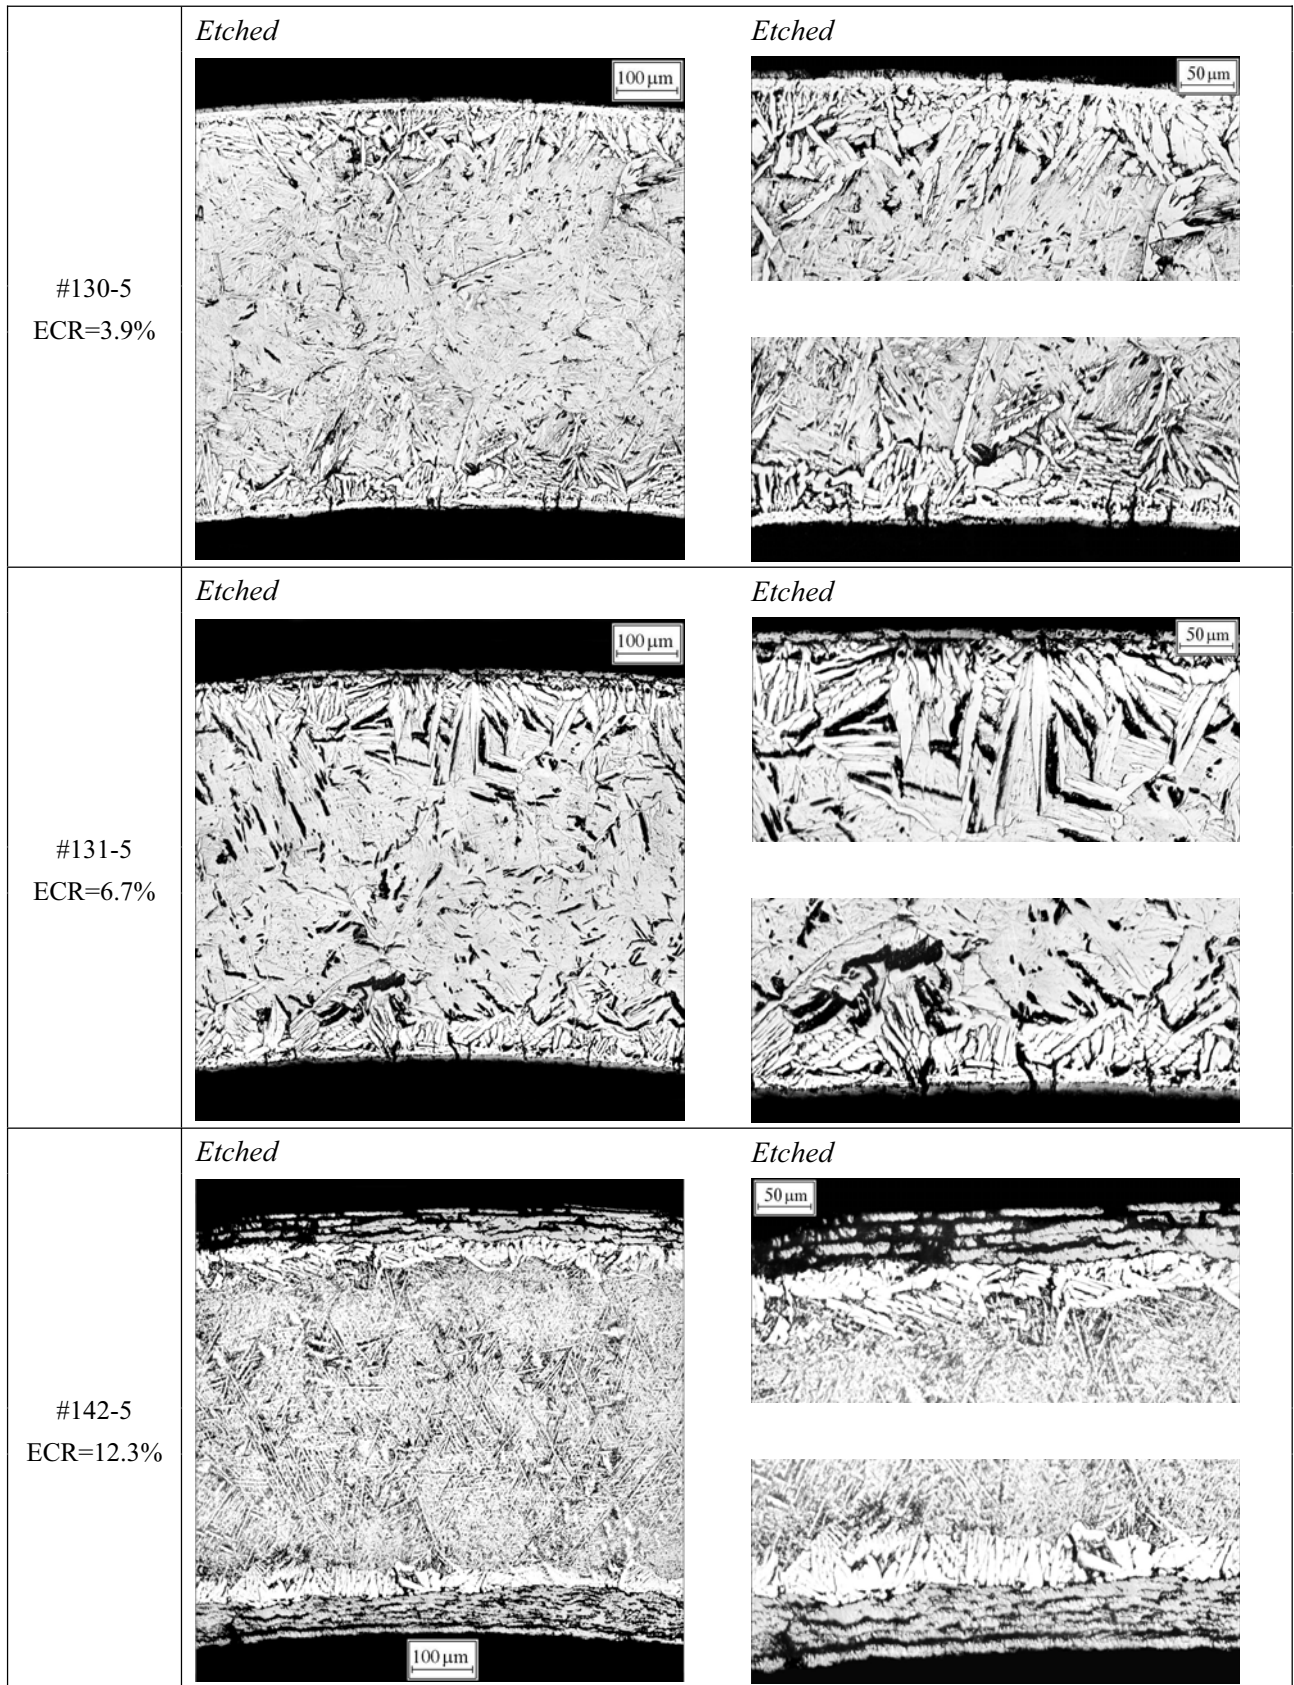 Etched
Etched
100 μm
50 μm
#130-5
ECR=3.9%
Etched
Etched
100 μm
50 μm
#131-5
ECR=6.7%
Etched
Etched
50 μm
#142-5
ECR=12.3%
100 μm